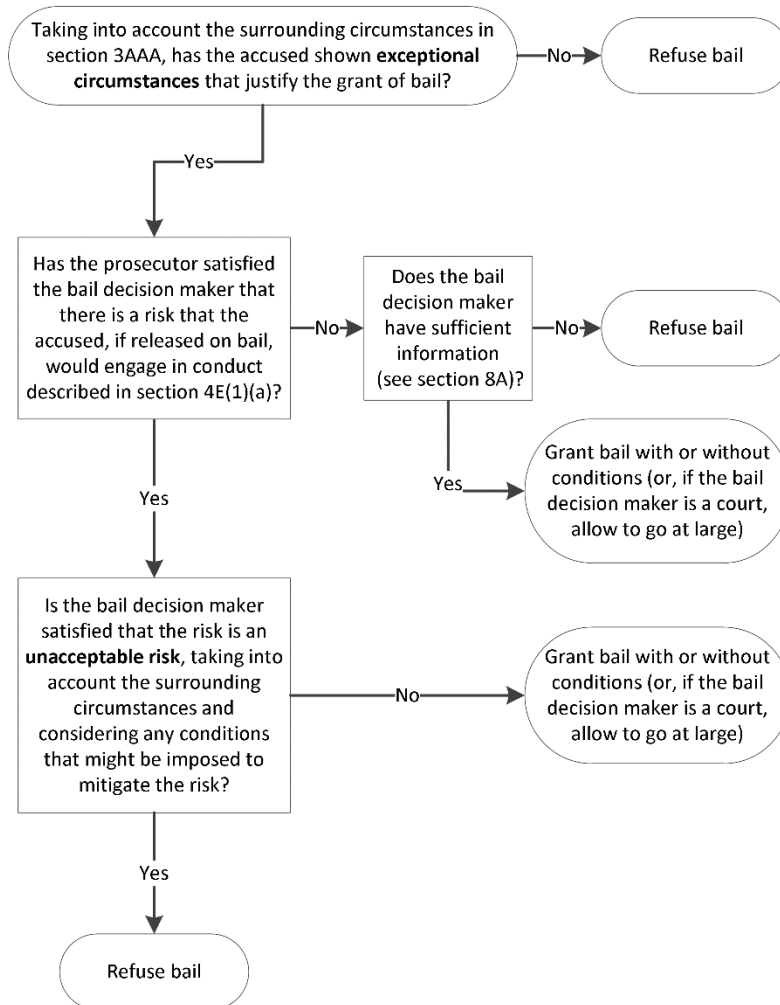 Taking into account the surrounding circumstances in
section 3AAA, has the accused shown exceptional
circumstances that justify the grant of bail?
No
Refuse bail
Yes
Has the prosecutor satisfied
the bail decision maker that
there is a risk that the
accused, if released on bail,
would engage in conduct
described in section 4E(1)(a)?
No
Does the bail
decision maker
have sufficient
information
(see section 8A)?
No
Refuse bail
Yes
Grant bail with or without
conditions (or, if the bail
decision maker is a court,
allow to go at large)
Yes
Is the bail decision maker
satisfied that the risk is an
unacceptable risk, taking into
account the surrounding
circumstances and
considering any conditions
that might be imposed to
mitigate the risk?
No
Grant bail with or without
conditions (or, if the bail
decision maker is a court,
allow to go at large)
Yes
Refuse bail